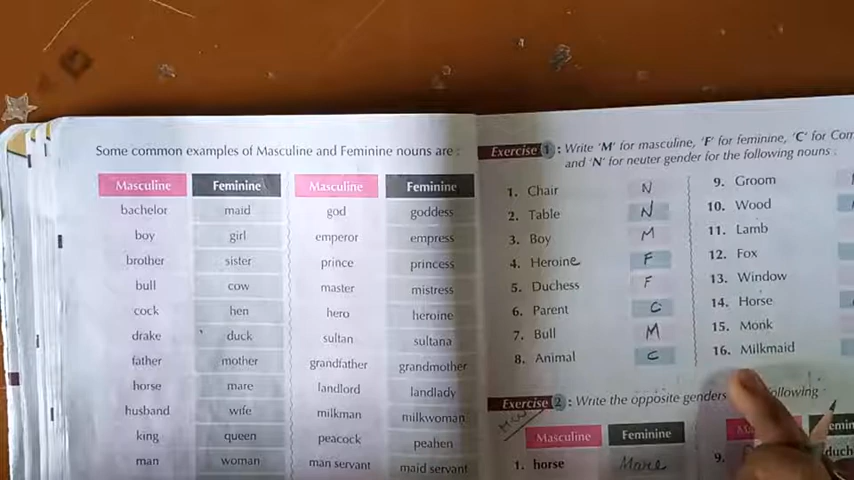 Some common examples of Masculine and Feminine nouns are :
Masculine Feminine Masculine Feminine
bachelor maid god goddess
boy girl emperor empress
brother sister prince princess
bull cow master mistress
cock hen hero heroine
drake duck sultan sultana
father mother grandfather grandmother
horse mare landlord landlady
husband wife milkman milkwoman
king queen peacock peahen
man woman man servant maid servant
Exercise 1 : Write 'M' for masculine, 'F' for feminine, 'C' for Com
and 'N' for neuter gender for the following nouns :
1. Chair N
2. Table N
3. Boy M
4. Heroine F
5. Duchess F
6. Parent C
7. Bull M
8. Animal C
9. Groom
10. Wood
11. Lamb
12. Fox
13. Window
14. Horse
15. Monk
16. Milkmaid
Exercise 2 : Write the opposite genders following :
Masculine Feminine
1. horse Mare 9.